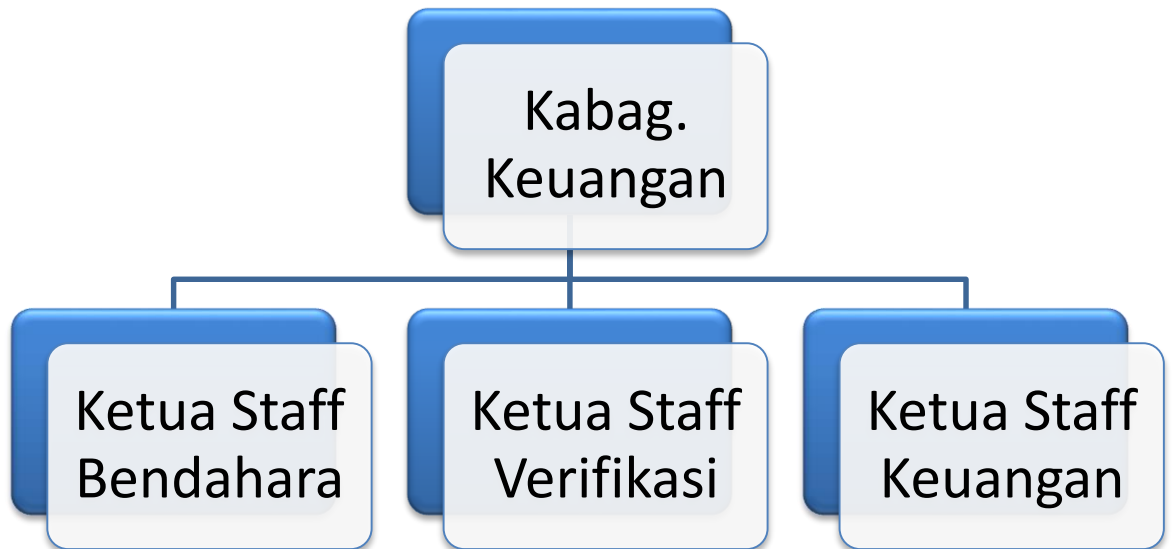 Kabag.
Keuangan
Ketua Staff
Bendahara
Ketua Staff
Verifikasi
Ketua Staff
Keuangan